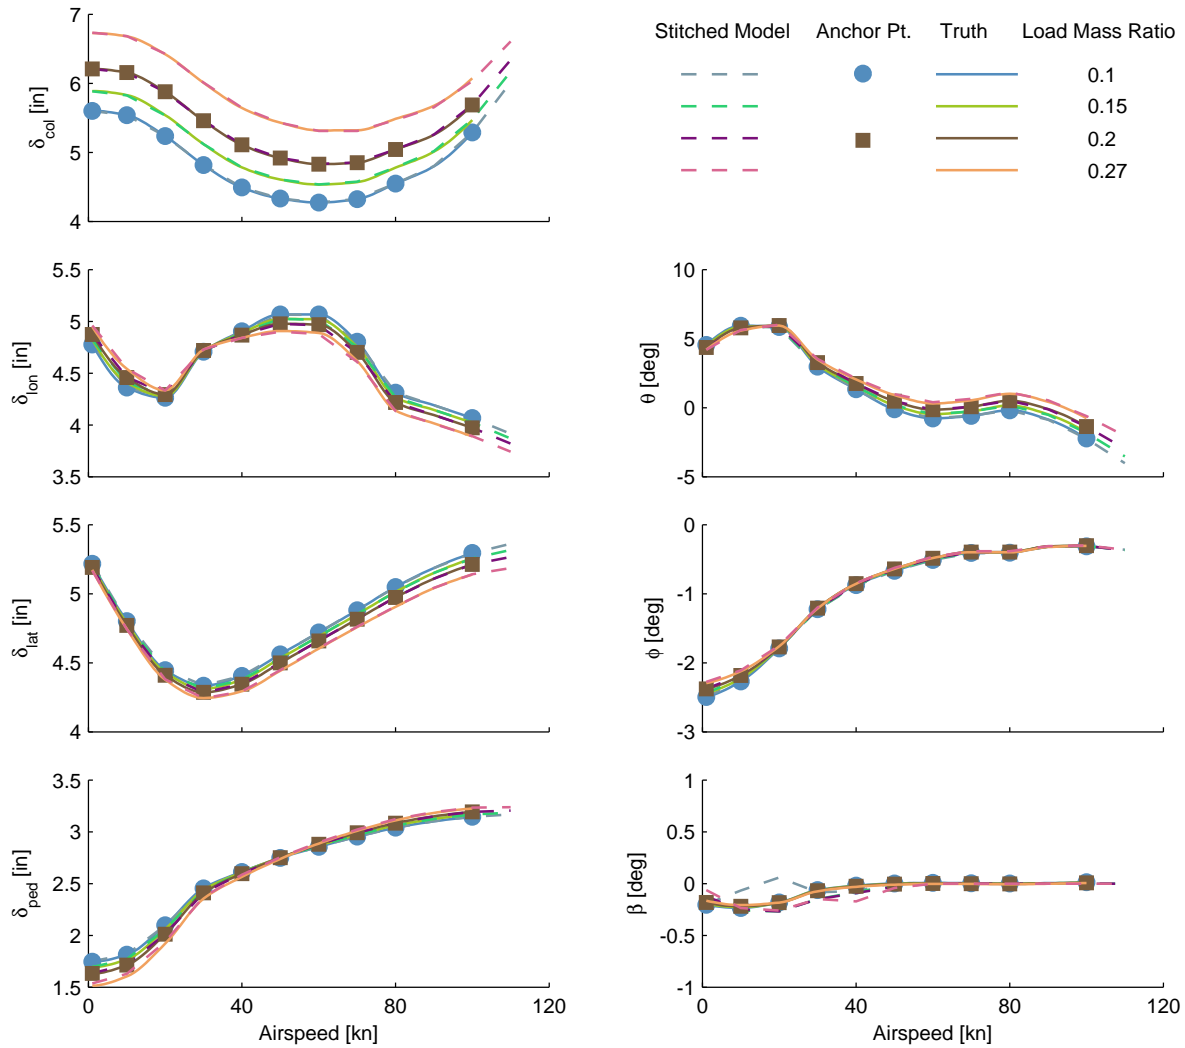 Stitched Model Anchor Pt. Truth Load Mass Ratio
0.1
0.15
0.2
0.27
7
6
5
4
δcol [in]
5.5
5
4.5
4
3.5
δlon [in]
10
5
0
-5
θ [deg]
5.5
5
4.5
4
δlat [in]
0
-1
-2
-3
ϕ [deg]
3.5
3
2.5
2
1.5
δped [in]
0 40 80 120
Airspeed [kn]
1
0.5
0
-0.5
-1
β [deg]
0 40 80 120
Airspeed [kn]